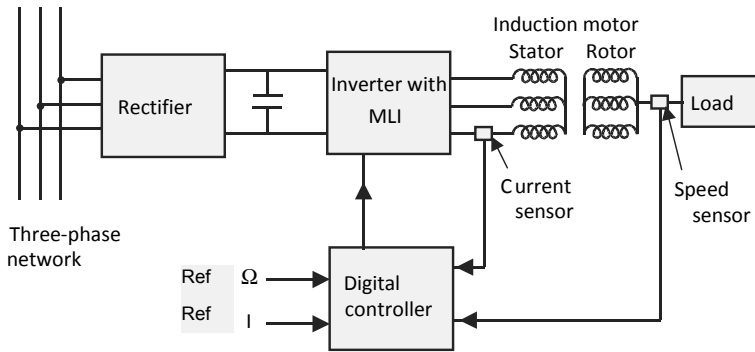 Induction motor
Stator
Rotor
Rectifier
Inverter with
MLI
Load
Current
sensor
Speed
sensor
Three-phase
network
Ref Ω
Ref I
Digital
controller